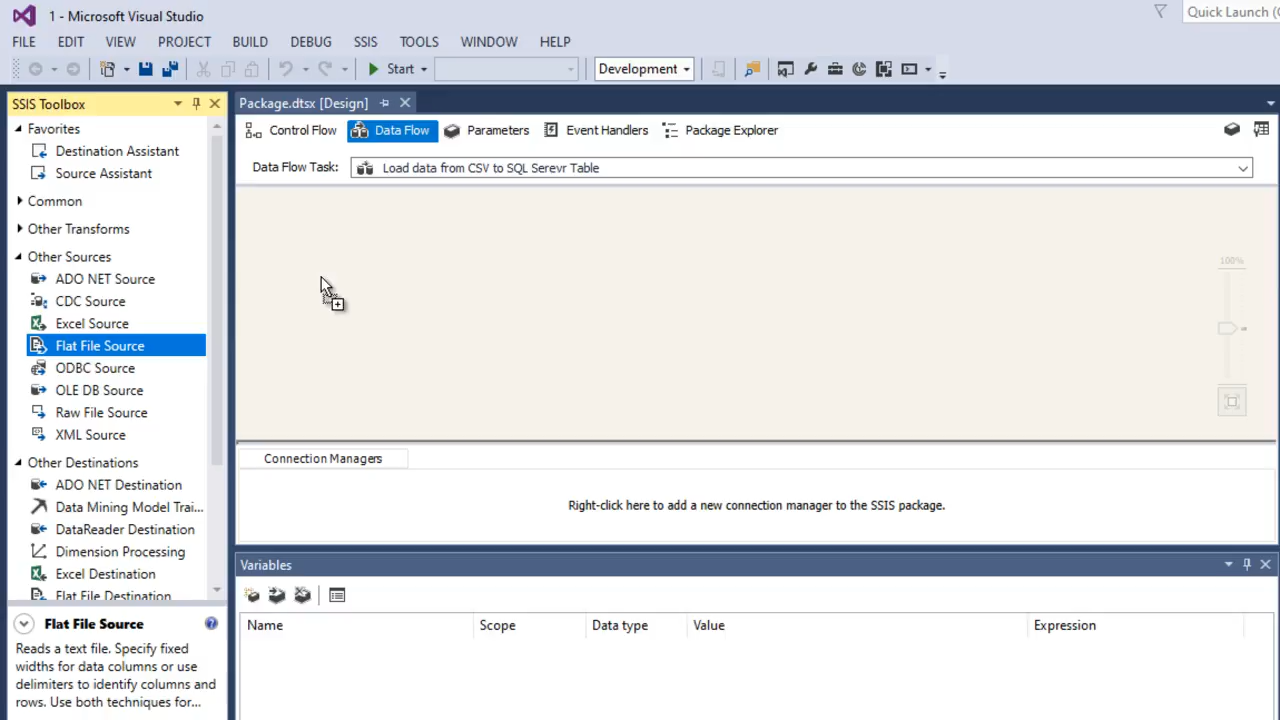 1 - Microsoft Visual Studio
Quick Launch (
FILE EDIT VIEW PROJECT BUILD DEBUG SSIS TOOLS WINDOW HELP
Start Development
SSIS Toolbox
Favorites
Destination Assistant
Source Assistant
Common
Other Transforms
Other Sources
ADO NET Source
CDC Source
Excel Source
Flat File Source
ODBC Source
OLE DB Source
Raw File Source
XML Source
Other Destinations
ADO NET Destination
Data Mining Model Trai...
DataReader Destination
Dimension Processing
Excel Destination
Flat File Destination
Flat File Source
Reads a text file. Specify fixed
widths for data columns or use
delimiters to identify columns and
rows. Use both techniques for...
Package.dtsx [Design]
Control Flow Data Flow Parameters Event Handlers Package Explorer
Data Flow Task: Load data from CSV to SQL Serevr Table
100%
Connection Managers
Right-click here to add a new connection manager to the SSIS package.
Variables
Name Scope Data type Value Expression